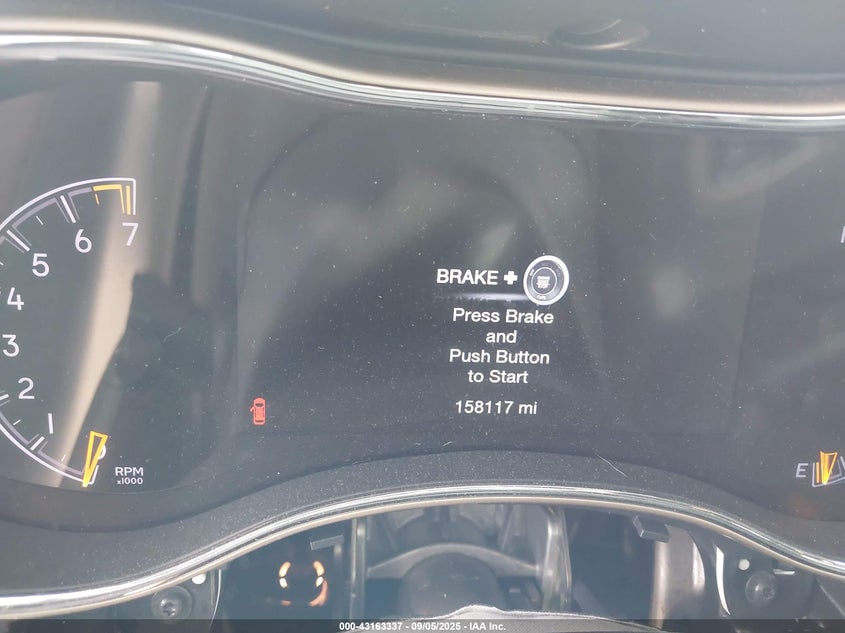 7
6
5
4
3
2
1
RPM
x1000
BRAKE +
Press Brake
and
Push Button
to Start
158117 mi
E
000-43163337 - 09/05/2025 - IAA Inc.